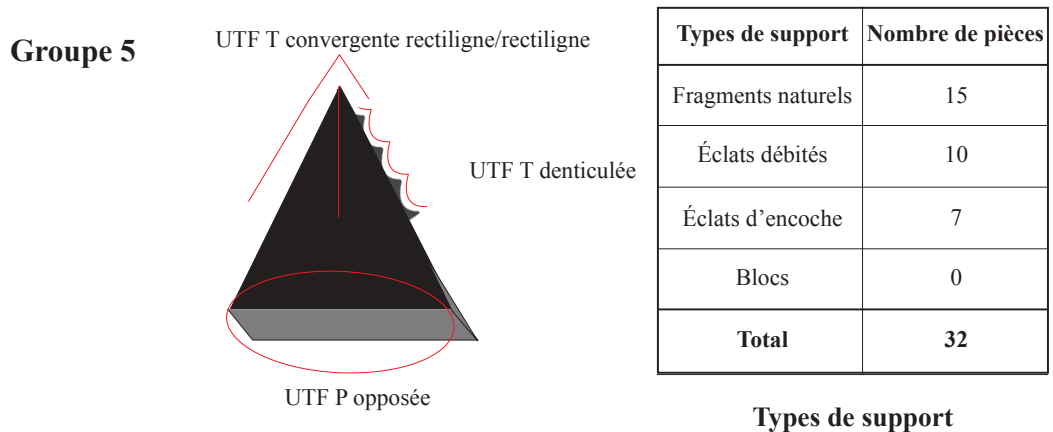 Groupe 5
UTF T convergente rectiligne/rectiligne
UTF T denticulée
UTF P opposée
Types de support Nombre de pièces
Fragments naturels 15
Éclats débités 10
Éclats d’encoche 7
Blocs 0
Total 32
Types de support